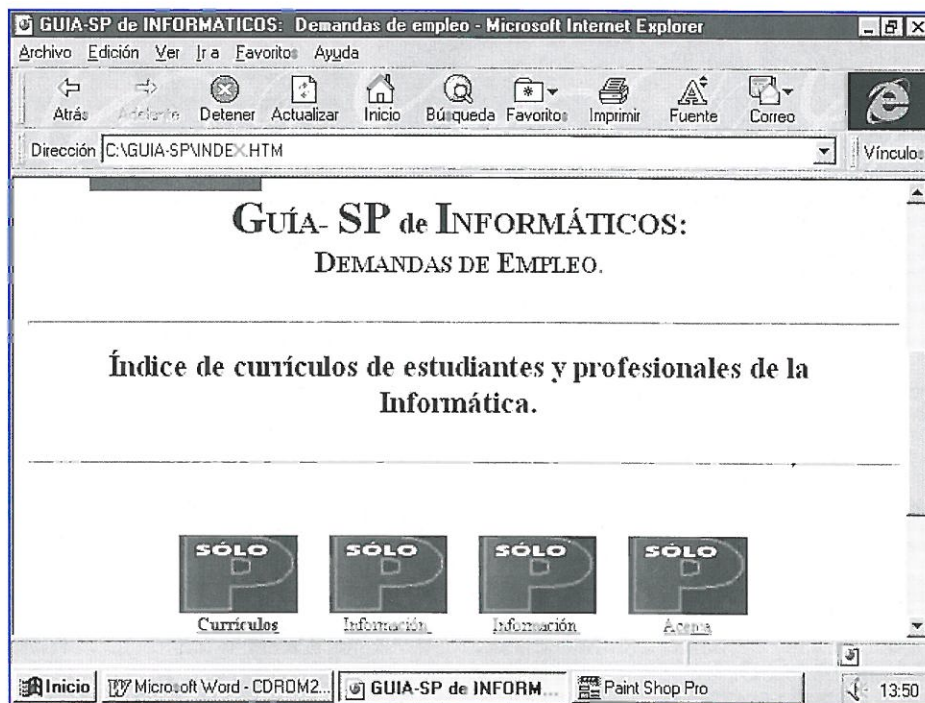 GUIA-SP de INFORMATICOS: Demandas de empleo - Microsoft Internet Explorer
Archivo Edición Ver Ir a Favoritos Ayuda
Atrás Adelante Detener Actualizar Inicio Búsqueda Favoritos Imprimir Fuente Correo
Dirección C:\GUIA-SP\INDEX.HTM Vínculos
GUÍA- SP de INFORMÁTICOS:
DEMANDAS DE EMPLEO.
Índice de currículos de estudiantes y profesionales de la
Informática.
SÓLO P SÓLO P SÓLO P SÓLO P
Currículos Información Información Acerca
Inicio Microsoft Word - CDROM2... GUIA-SP de INFORM... Paint Shop Pro 13:50